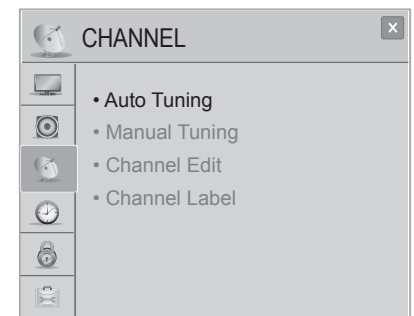 CHANNEL
X
• Auto Tuning
• Manual Tuning
• Channel Edit
• Channel Label